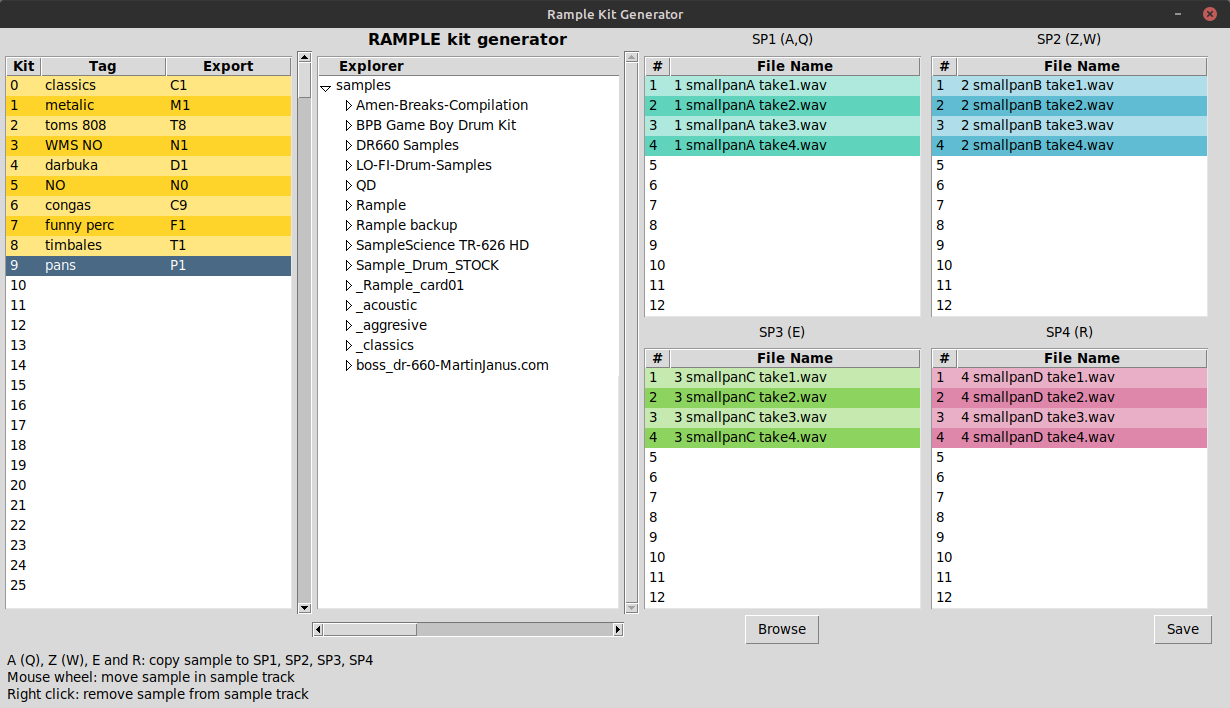 Rample Kit Generator
RAMPLE kit generator
Kit Tag Export
0 classics C1
1 metalic M1
2 toms 808 T8
3 WMS NO N1
4 darbuka D1
5 NO N0
6 congas C9
7 funny perc F1
8 timbales T1
9 pans P1
10
11
12
13
14
15
16
17
18
19
20
21
22
23
24
25
Explorer
samples
Amen-Breaks-Compilation
BPB Game Boy Drum Kit
DR660 Samples
LO-FI-Drum-Samples
QD
Rample
Rample backup
SampleScience TR-626 HD
Sample_Drum_STOCK
_Rample_card01
_acoustic
_aggresive
_classics
boss_dr-660-MartinJanus.com
SP1 (A,Q)
# File Name
1 1 smallpanA take1.wav
2 1 smallpanA take2.wav
3 1 smallpanA take3.wav
4 1 smallpanA take4.wav
5
6
7
8
9
10
11
12
SP2 (Z,W)
# File Name
1 2 smallpanB take1.wav
2 2 smallpanB take2.wav
3 2 smallpanB take3.wav
4 2 smallpanB take4.wav
5
6
7
8
9
10
11
12
SP3 (E)
# File Name
1 3 smallpanC take1.wav
2 3 smallpanC take2.wav
3 3 smallpanC take3.wav
4 3 smallpanC take4.wav
5
6
7
8
9
10
11
12
SP4 (R)
# File Name
1 4 smallpanD take1.wav
2 4 smallpanD take2.wav
3 4 smallpanD take3.wav
4 4 smallpanD take4.wav
5
6
7
8
9
10
11
12
Browse
Save
A (Q), Z (W), E and R: copy sample to SP1, SP2, SP3, SP4
Mouse wheel: move sample in sample track
Right click: remove sample from sample track